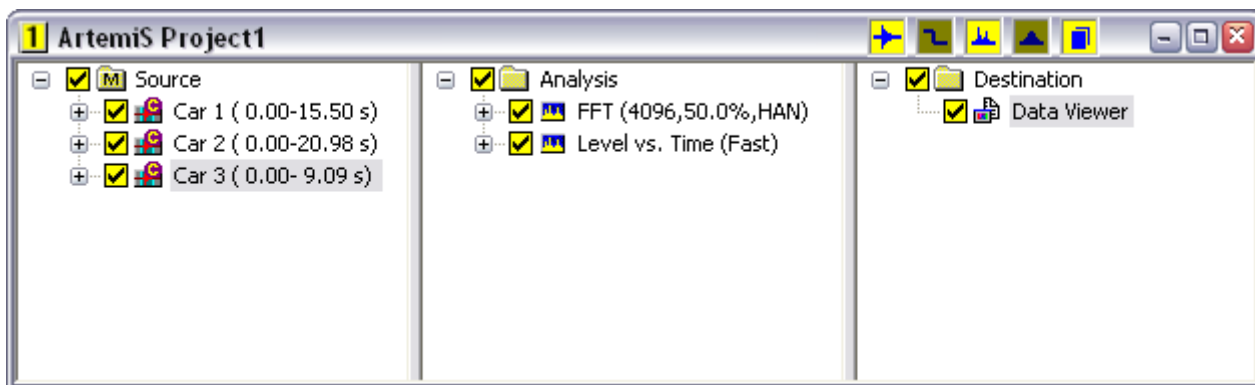 1 ArtemiS Project1
M Source
Car 1 ( 0.00-15.50 s)
Car 2 ( 0.00-20.98 s)
Car 3 ( 0.00- 9.09 s)
Analysis
FFT (4096,50.0%,HAN)
Level vs. Time (Fast)
Destination
Data Viewer